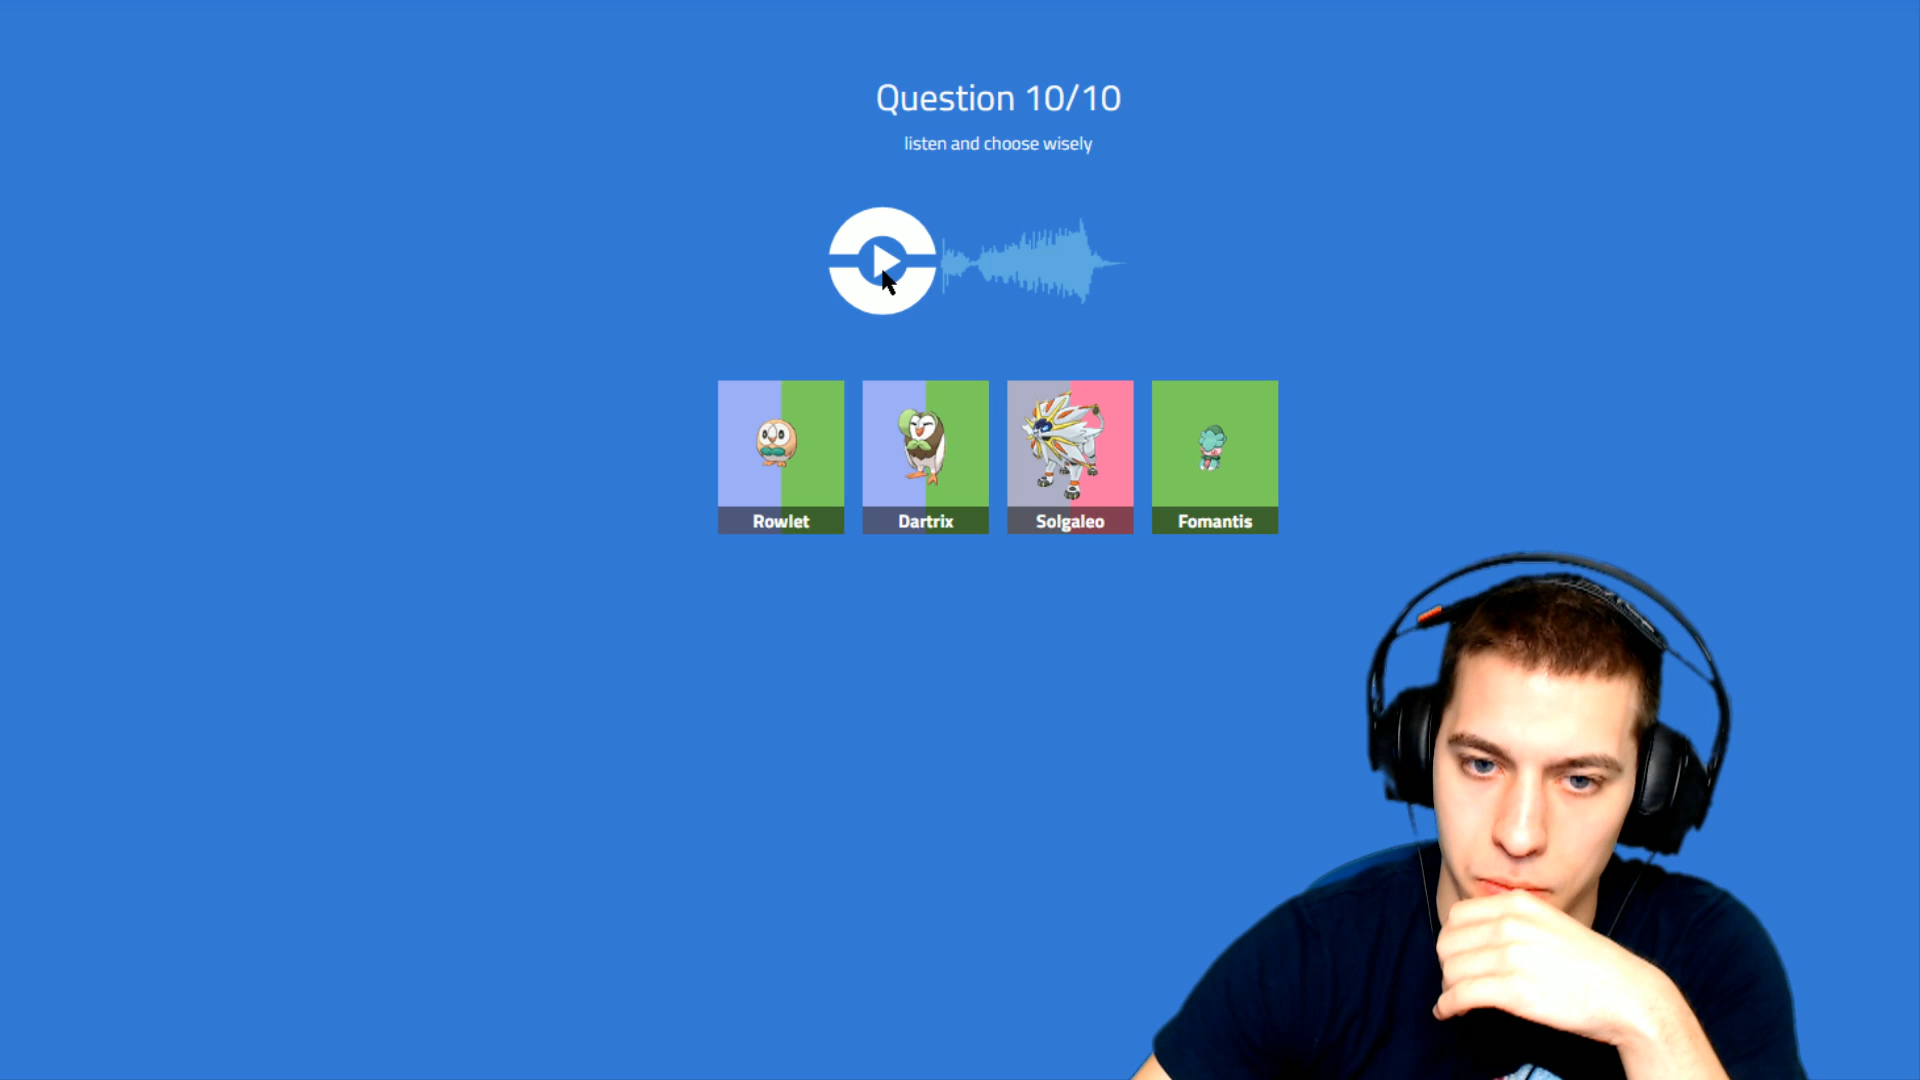 Question 10/10
listen and choose wisely
Rowlet
Dartrix
Solgaleo
Fomantis